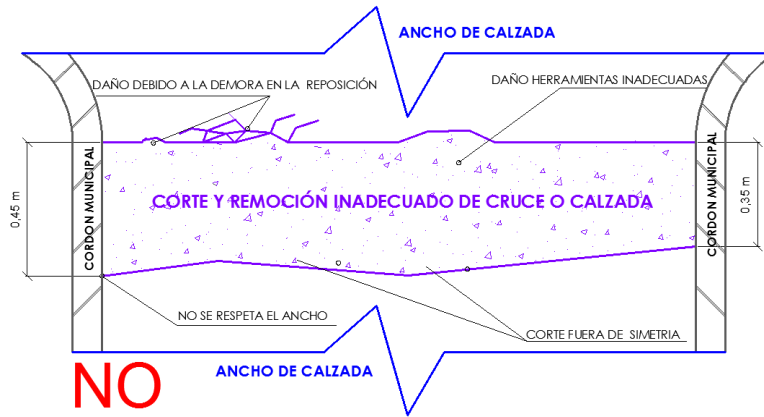 ANCHO DE CALZADA
DAÑO DEBIDO A LA DEMORA EN LA REPOSICIÓN
DAÑO HERRAMIENTAS INADECUADAS
0,45 m
CORDON MUNICIPAL
CORTE Y REMOCIÓN INADECUADO DE CRUCE O CALZADA
CORDON MUNICIPAL
0,35 m
NO SE RESPETA EL ANCHO
CORTE FUERA DE SIMETRIA
NO
ANCHO DE CALZADA